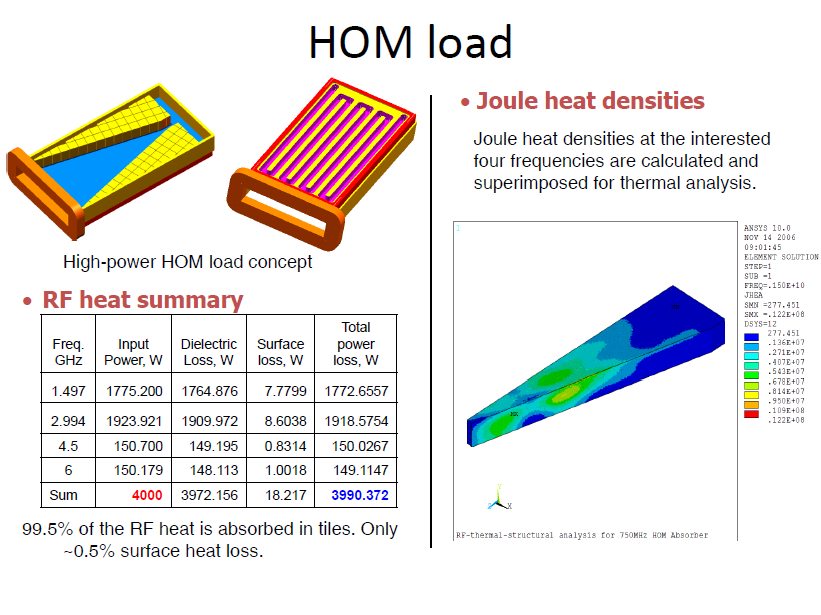 HOM load
High-power HOM load concept
• RF heat summary
Freq. GHz | Input Power, W | Dielectric Loss, W | Surface loss, W | Total power loss, W
1.497 | 1775.200 | 1764.876 | 7.7799 | 1772.6557
2.994 | 1923.921 | 1909.972 | 8.6038 | 1918.5754
4.5 | 150.700 | 149.195 | 0.8314 | 150.0267
6 | 150.179 | 148.113 | 1.0018 | 149.1147
Sum | 4000 | 3972.156 | 18.217 | 3990.372
99.5% of the RF heat is absorbed in tiles. Only
~0.5% surface heat loss.
• Joule heat densities
Joule heat densities at the interested
four frequencies are calculated and
superimposed for thermal analysis.
1
ANSYS 10.0
NOV 14 2006
09:01:45
ELEMENT SOLUTION
STEP=1
SUB =1
FREQ=.150E+10
JHEA
SMN =277.451
SMX =.122E+08
DSYS=12
277.451
.136E+07
.271E+07
.407E+07
.543E+07
.678E+07
.814E+07
.950E+07
.109E+08
.122E+08
MX
Y
X
RF-thermal-structural analysis for 750MHz HOM Absorber